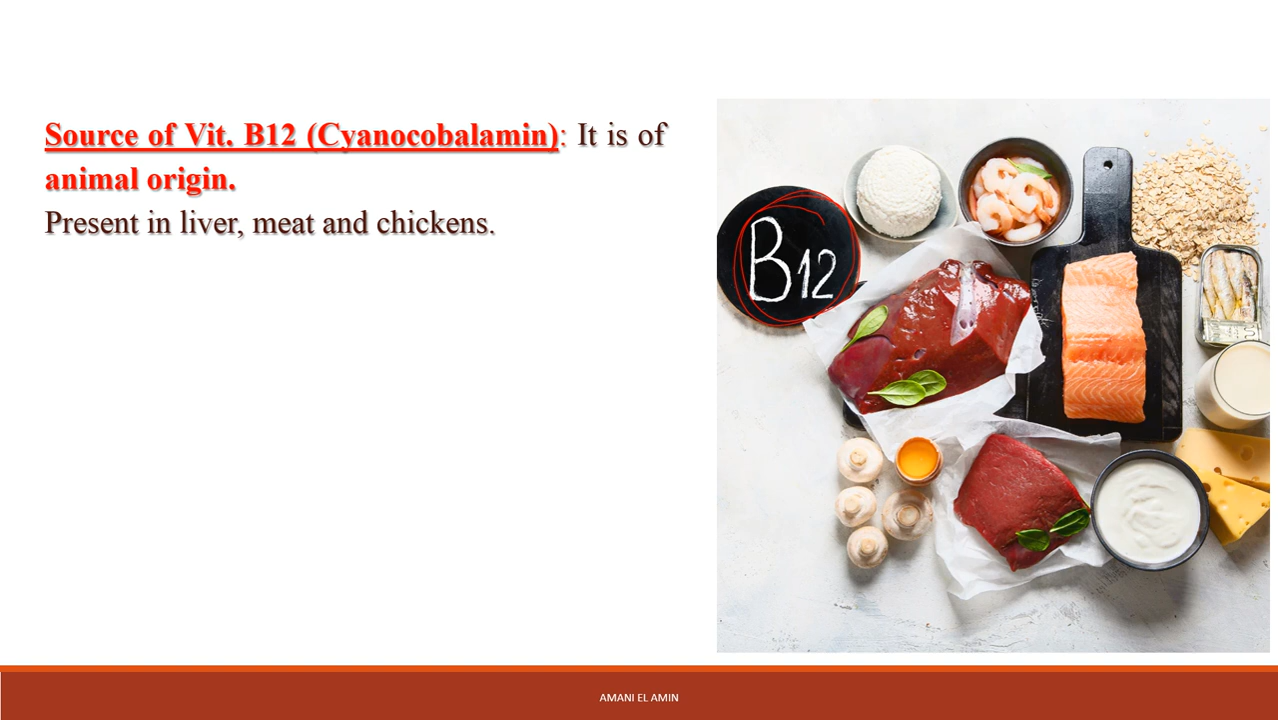 Source of Vit. B12 (Cyanocobalamin): It is of
animal origin.
Present in liver, meat and chickens.
B12
AMANI EL AMIN